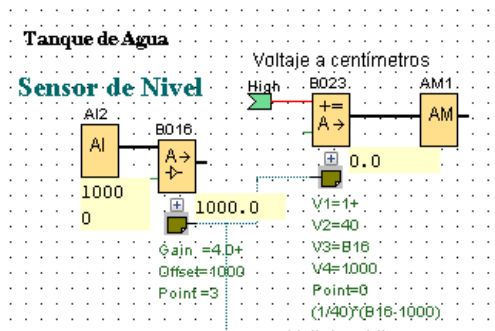 Tanque de Agua
Voltaje a centímetros
Sensor de Nivel
High
B023
AM1
AI2
B016
+=
A→
AM
AI
A→
0.0
1000
0
1000.0
V1=1+
V2=40
V3=B16
V4=1000
Point=0
(1/40)*(B16-1000)
Gain =4.0+
Offset=1000
Point=3